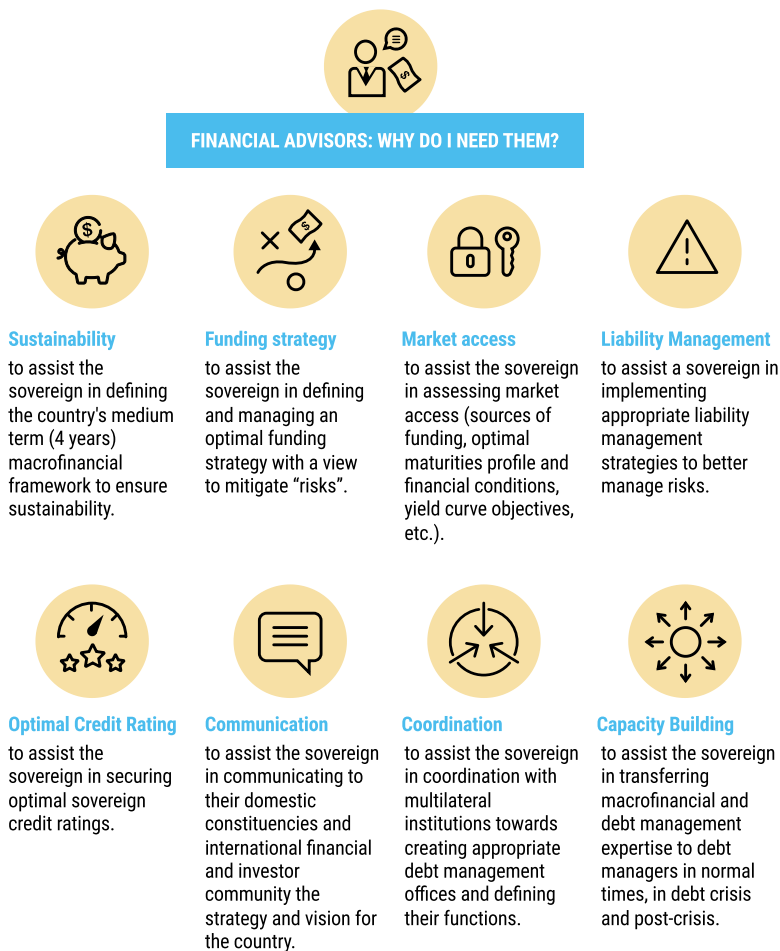 FINANCIAL ADVISORS: WHY DO I NEED THEM?
Sustainability
to assist the
sovereign in defining
the country's medium
term (4 years)
macrofinancial
framework to ensure
sustainability.
Funding strategy
to assist the
sovereign in defining
and managing an
optimal funding
strategy with a view
to mitigate “risks”.
Market access
to assist the sovereign
in assessing market
access (sources of
funding, optimal
maturities profile and
financial conditions,
yield curve objectives,
etc.).
Liability Management
to assist a sovereign in
implementing
appropriate liability
management
strategies to better
manage risks.
Optimal Credit Rating
to assist the
sovereign in securing
optimal sovereign
credit ratings.
Communication
to assist the sovereign
in communicating to
their domestic
constituencies and
international financial
and investor
community the
strategy and vision for
the country.
Coordination
to assist the sovereign
in coordination with
multilateral
institutions towards
creating appropriate
debt management
offices and defining
their functions.
Capacity Building
to assist the sovereign
in transferring
macrofinancial and
debt management
expertise to debt
managers in normal
times, in debt crisis
and post-crisis.